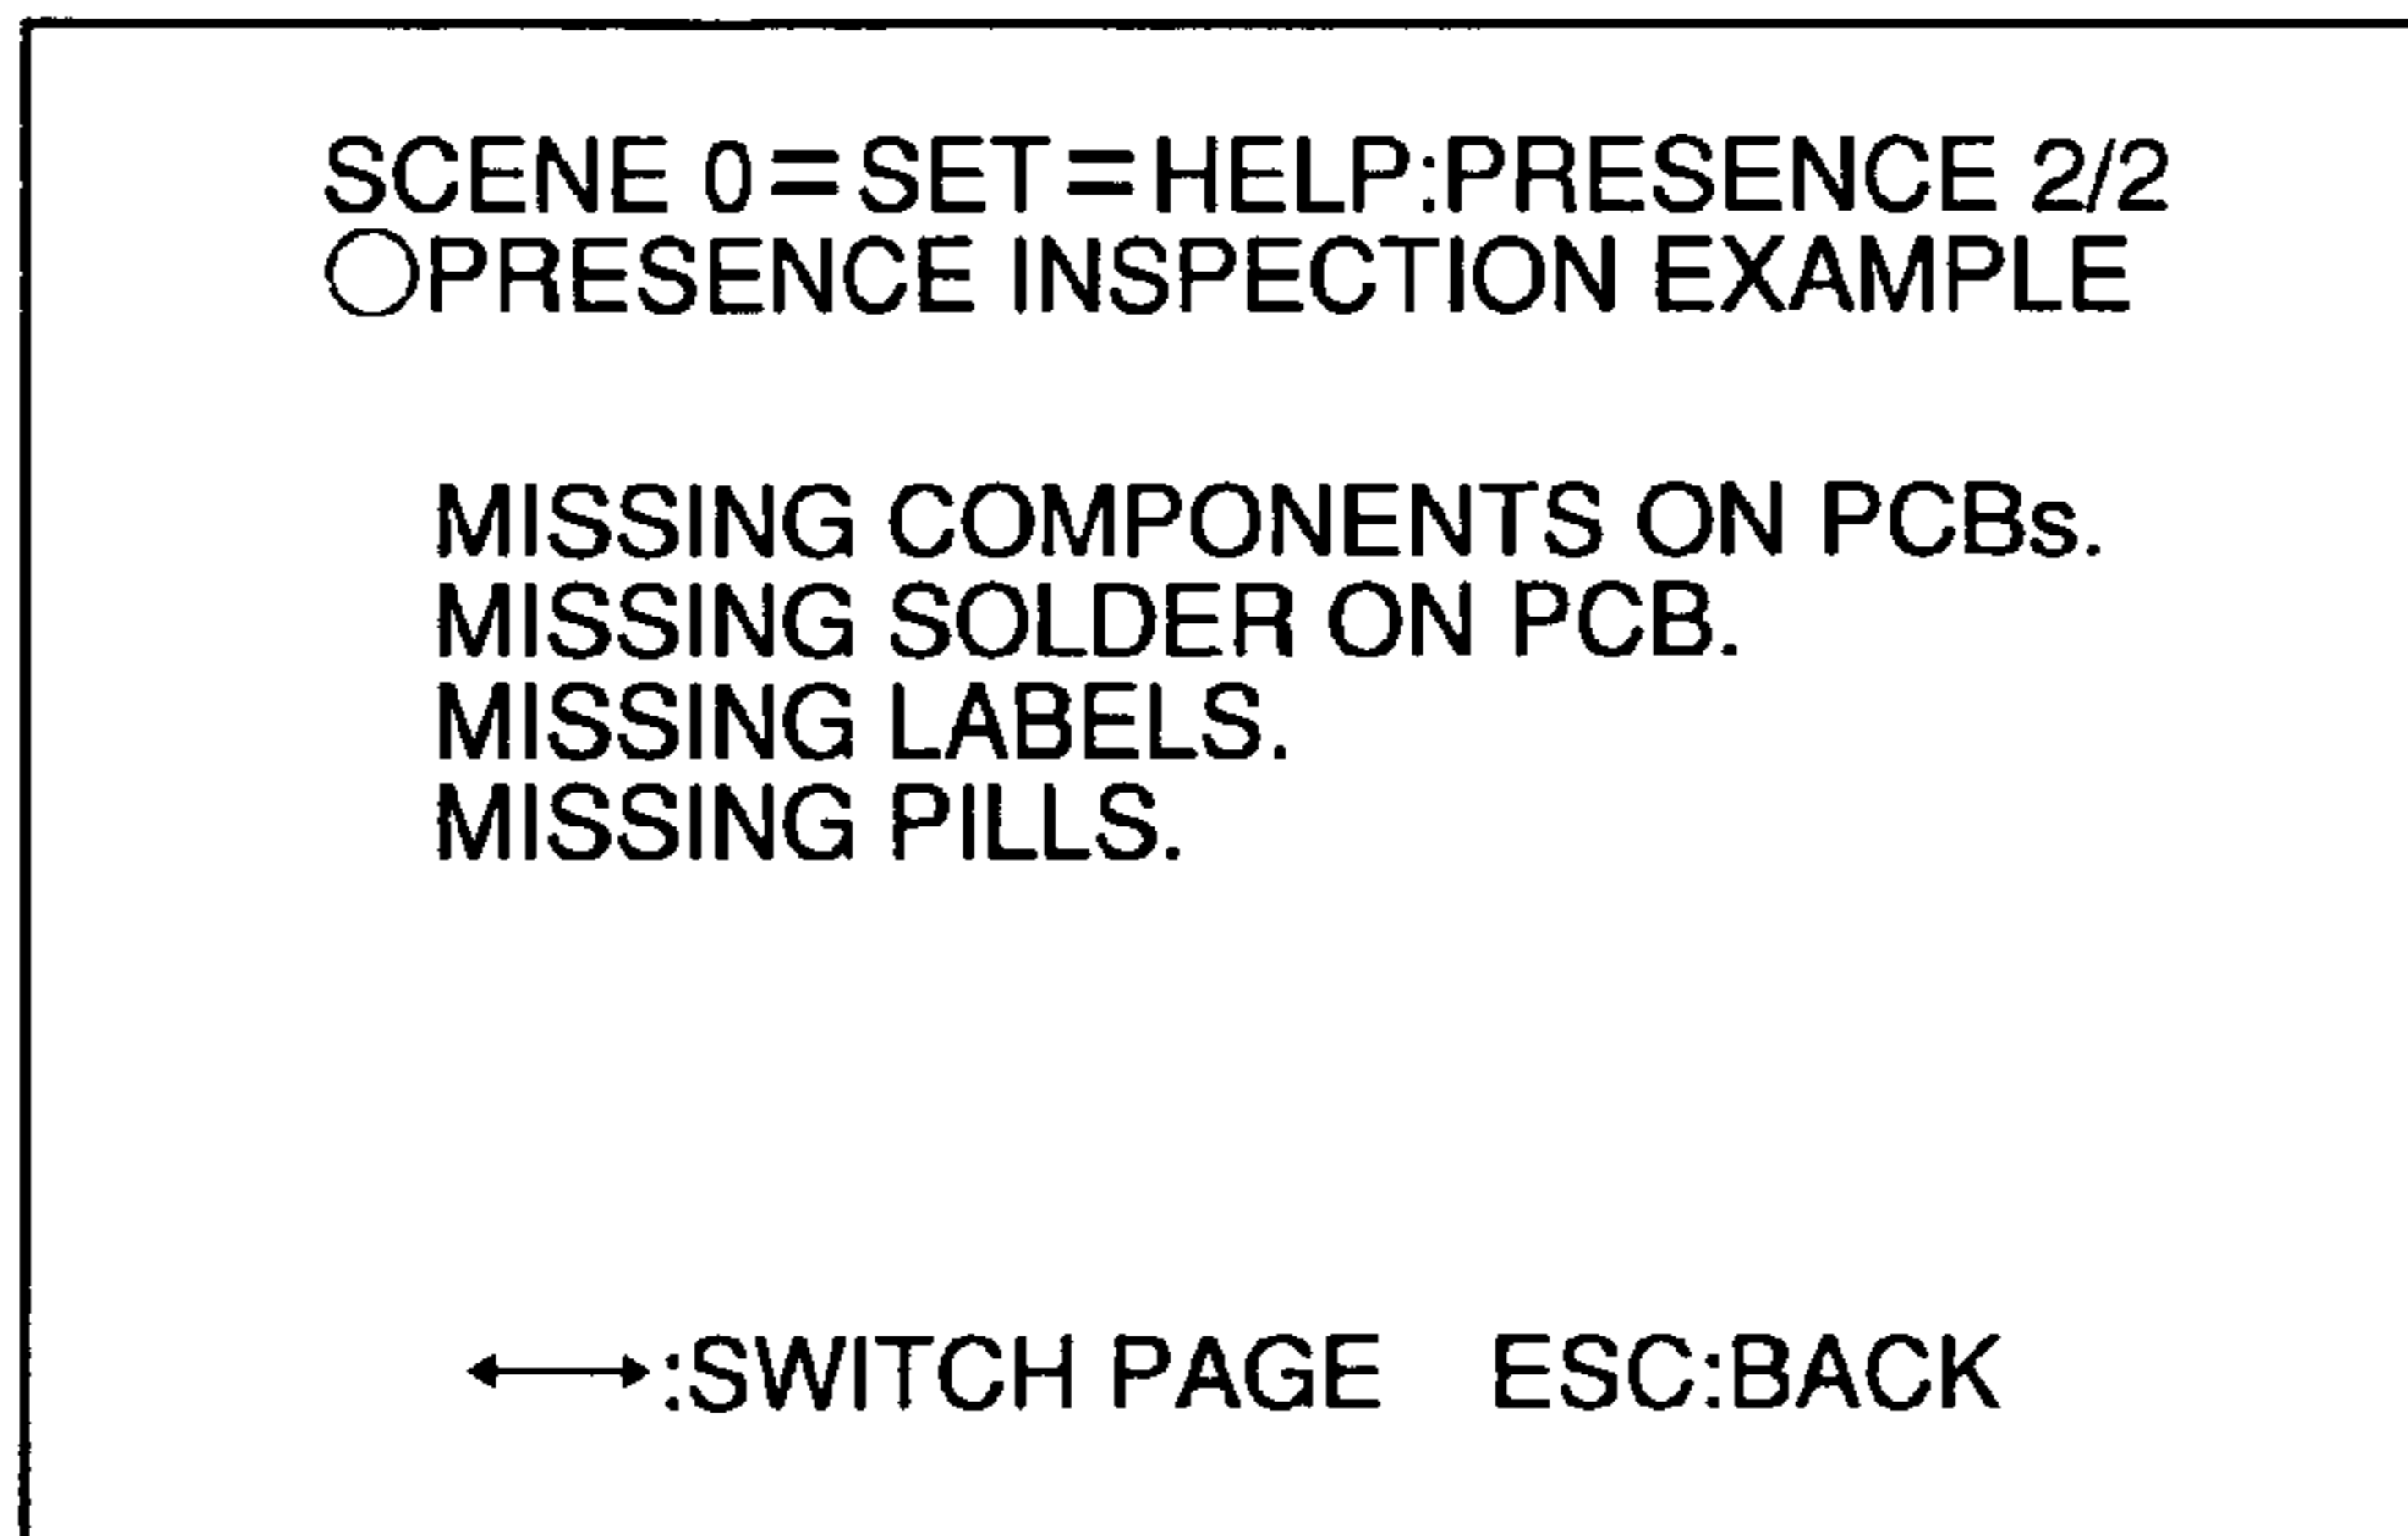 SCENE 0=SET=HELP:PRESENCE 2/2
○PRESENCE INSPECTION EXAMPLE
MISSING COMPONENTS ON PCBs.
MISSING SOLDER ON PCB.
MISSING LABELS.
MISSING PILLS.
←→:SWITCH PAGE ESC:BACK